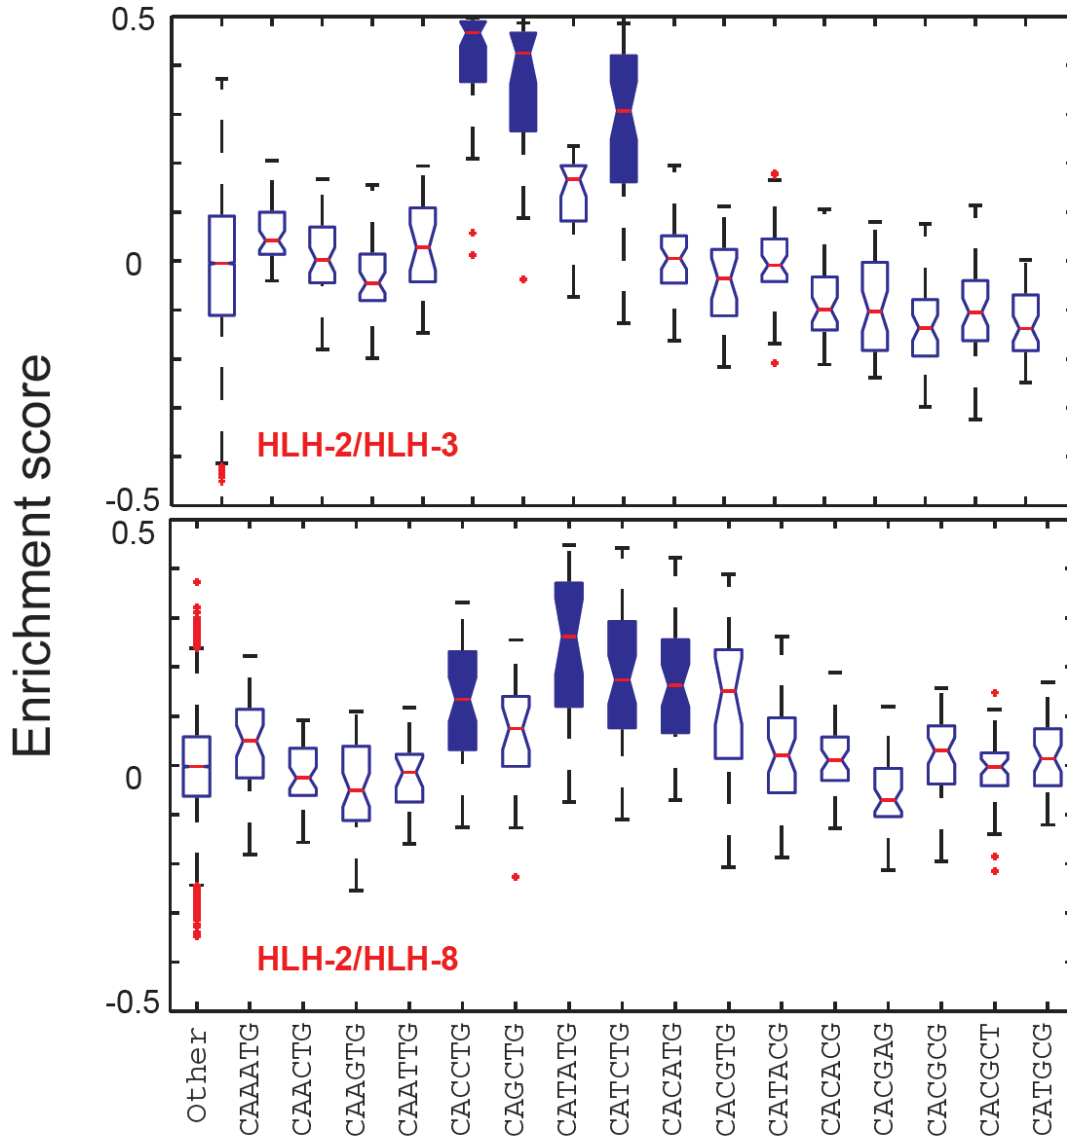 Enrichment score
0.5
0
-0.5
HLH-2/HLH-3
0.5
0
-0.5
HLH-2/HLH-8
Other
CAAATG
CAACTG
CAAGTG
CAATTG
CACCTG
CAGCTG
CATATG
CATCTG
CACATG
CACGTG
CATACG
CACACG
CACGAG
CACGCG
CACGCT
CATGCG